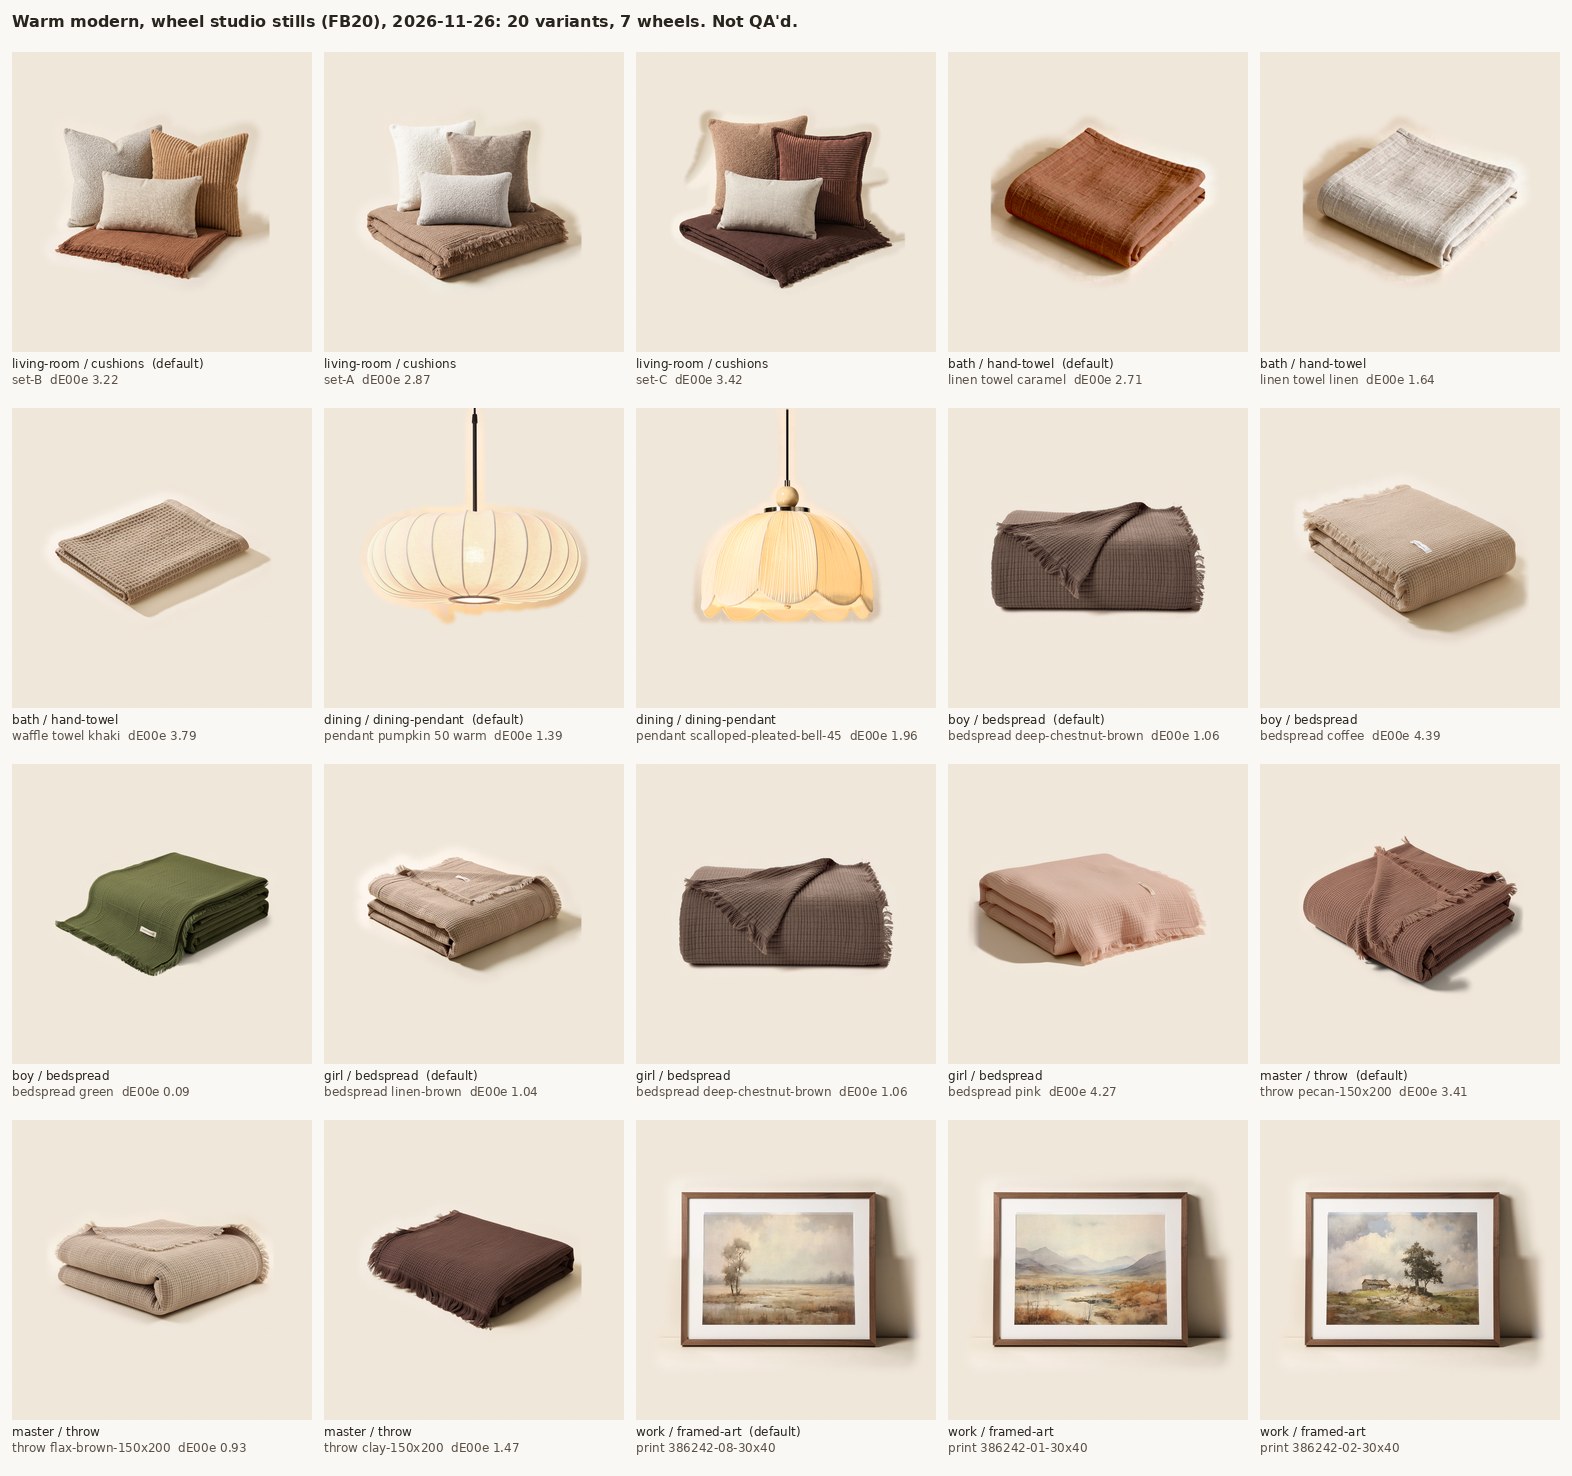 Warm modern, wheel studio stills (FB20), 2026-11-26: 20 variants, 7 wheels. Not QA'd.
living-room / cushions (default)
set-B dE00e 3.22
living-room / cushions
set-A dE00e 2.87
living-room / cushions
set-C dE00e 3.42
bath / hand-towel (default)
linen towel caramel dE00e 2.71
bath / hand-towel
linen towel linen dE00e 1.64
bath / hand-towel
waffle towel khaki dE00e 3.79
dining / dining-pendant (default)
pendant pumpkin 50 warm dE00e 1.39
dining / dining-pendant
pendant scalloped-pleated-bell-45 dE00e 1.96
boy / bedspread (default)
bedspread deep-chestnut-brown dE00e 1.06
boy / bedspread
bedspread coffee dE00e 4.39
boy / bedspread
bedspread green dE00e 0.09
girl / bedspread (default)
bedspread linen-brown dE00e 1.04
girl / bedspread
bedspread deep-chestnut-brown dE00e 1.06
girl / bedspread
bedspread pink dE00e 4.27
master / throw (default)
throw pecan-150x200 dE00e 3.41
master / throw
throw flax-brown-150x200 dE00e 0.93
master / throw
throw clay-150x200 dE00e 1.47
work / framed-art (default)
print 386242-08-30x40
work / framed-art
print 386242-01-30x40
work / framed-art
print 386242-02-30x40